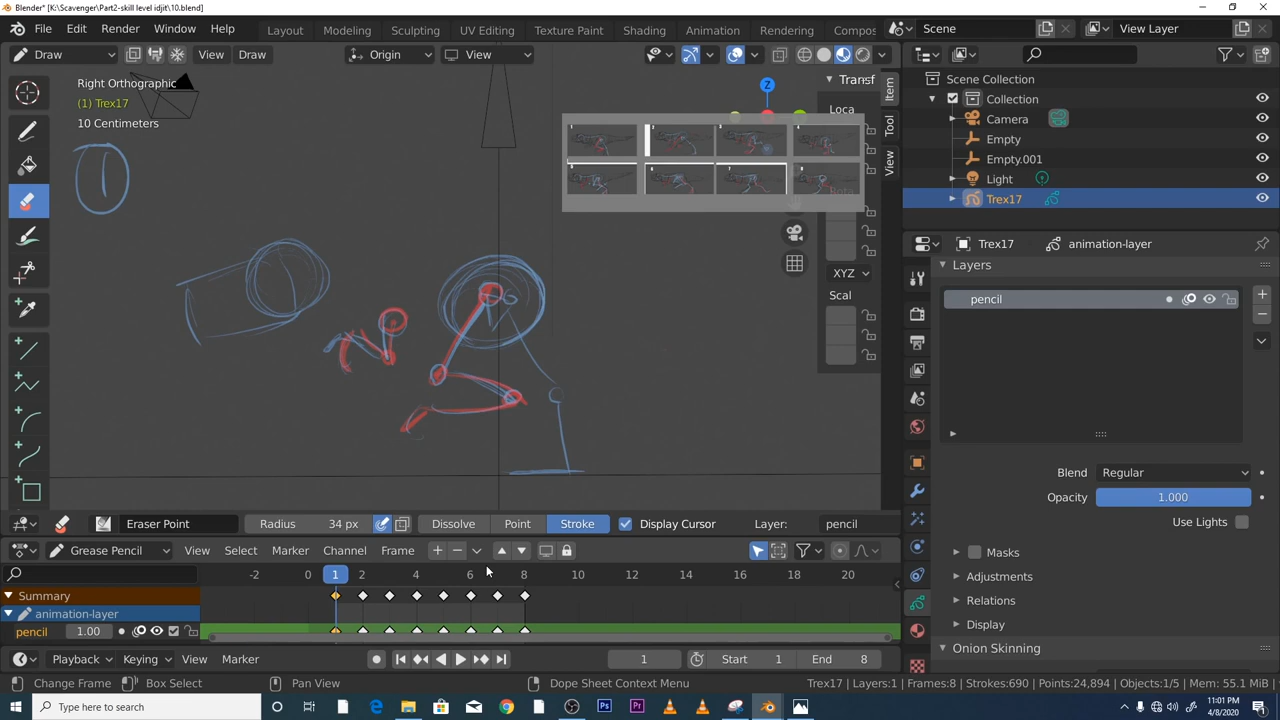 Blender* [K:\Scavenger\Part2-skill level idjit\10.blend]
File Edit Render Window Help Layout Modeling Sculpting UV Editing Texture Paint Shading Animation Rendering Scene View Layer
Draw View Draw Origin View
Right Orthographic
(1) Trex17
10 Centimeters
1
Transf
Loca
XYZ
Scal
Item
Tool
View
Scene Collection
Collection
Camera
Empty
Empty.001
Light
Trex17
Trex17 animation-layer
Layers
pencil
Blend Regular
Opacity 1.000
Use Lights
Masks
Adjustments
Relations
Display
Onion Skinning
Eraser Point Radius 34 px Dissolve Point Stroke Display Cursor Layer: pencil
Grease Pencil View Select Marker Channel Frame
-2 0 1 2 4 6 8 10 12 14 16 18 20
Summary
animation-layer
pencil 1.00
Playback Keying View Marker 1 Start 1 End 8
Change Frame Box Select Pan View Dope Sheet Context Menu Trex17 | Layers:1 | Frames:8 | Strokes:690 | Points:24,894 | Objects:1/5 | Mem: 55.1 MiB
Type here to search
11:01 PM
4/8/2020